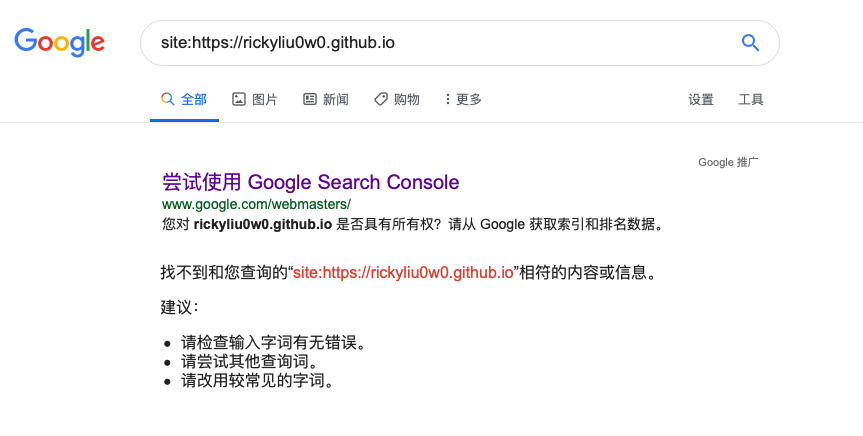 Google
site:https://rickyliu0w0.github.io
全部 图片 新闻 购物 更多 设置 工具
Google 推广
尝试使用 Google Search Console
www.google.com/webmasters/
您对 rickyliu0w0.github.io 是否具有所有权？请从 Google 获取索引和排名数据。
找不到和您查询的“site:https://rickyliu0w0.github.io”相符的内容或信息。
建议：
请检查输入字词有无错误。
请尝试其他查询词。
请改用较常见的字词。